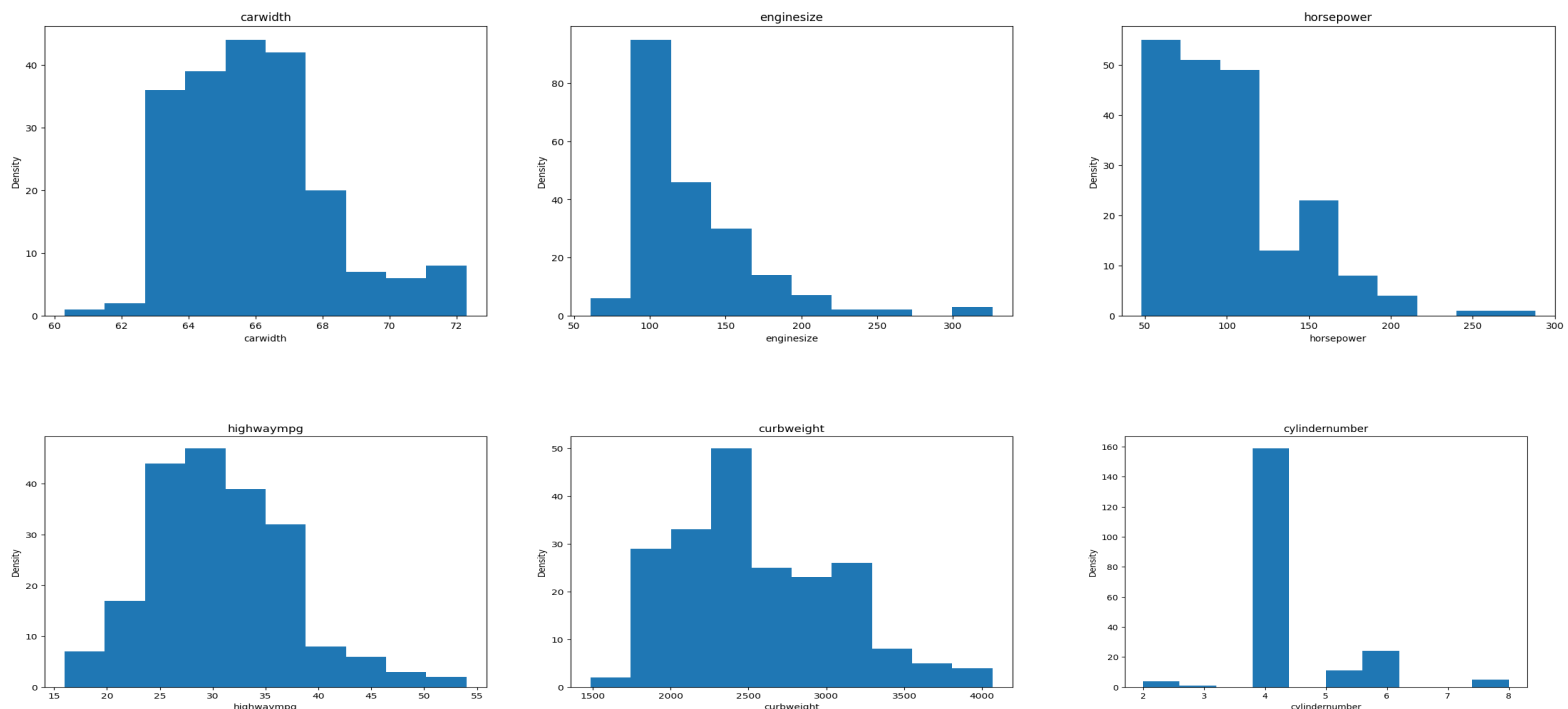 carwidth enginesize horsepower
40
30
20
10
0
Density
60 62 64 66 68 70 72
carwidth
80
60
40
20
0
Density
50 100 150 200 250 300
enginesize
50
40
30
20
10
0
Density
50 100 150 200 250 300
horsepower
highwaympg curbweight cylindernumber
40
30
20
10
0
Density
15 20 25 30 35 40 45 50 55
highwaympg
50
40
30
20
10
0
Density
1500 2000 2500 3000 3500 4000
curbweight
160
140
120
100
80
60
40
20
0
Density
2 3 4 5 6 7 8
cylindernumber